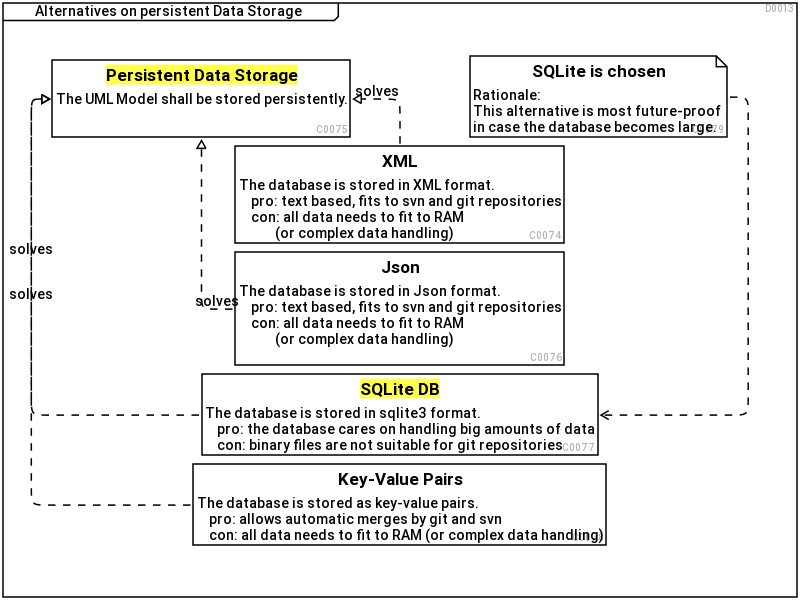 Alternatives on persistent Data Storage
D0013
Persistent Data Storage
The UML Model shall be stored persistently.
C0075
solves
SQLite is chosen
Rationale:
This alternative is most future-proof
in case the database becomes large.
XML
The database is stored in XML format.
pro: text based, fits to svn and git repositories
con: all data needs to fit to RAM
(or complex data handling)
C0074
solves
solves
solves
Json
The database is stored in Json format.
pro: text based, fits to svn and git repositories
con: all data needs to fit to RAM
(or complex data handling)
C0076
SQLite DB
The database is stored in sqlite3 format.
pro: the database cares on handling big amounts of data
con: binary files are not suitable for git repositories
C0077
Key-Value Pairs
The database is stored as key-value pairs.
pro: allows automatic merges by git and svn
con: all data needs to fit to RAM (or complex data handling)